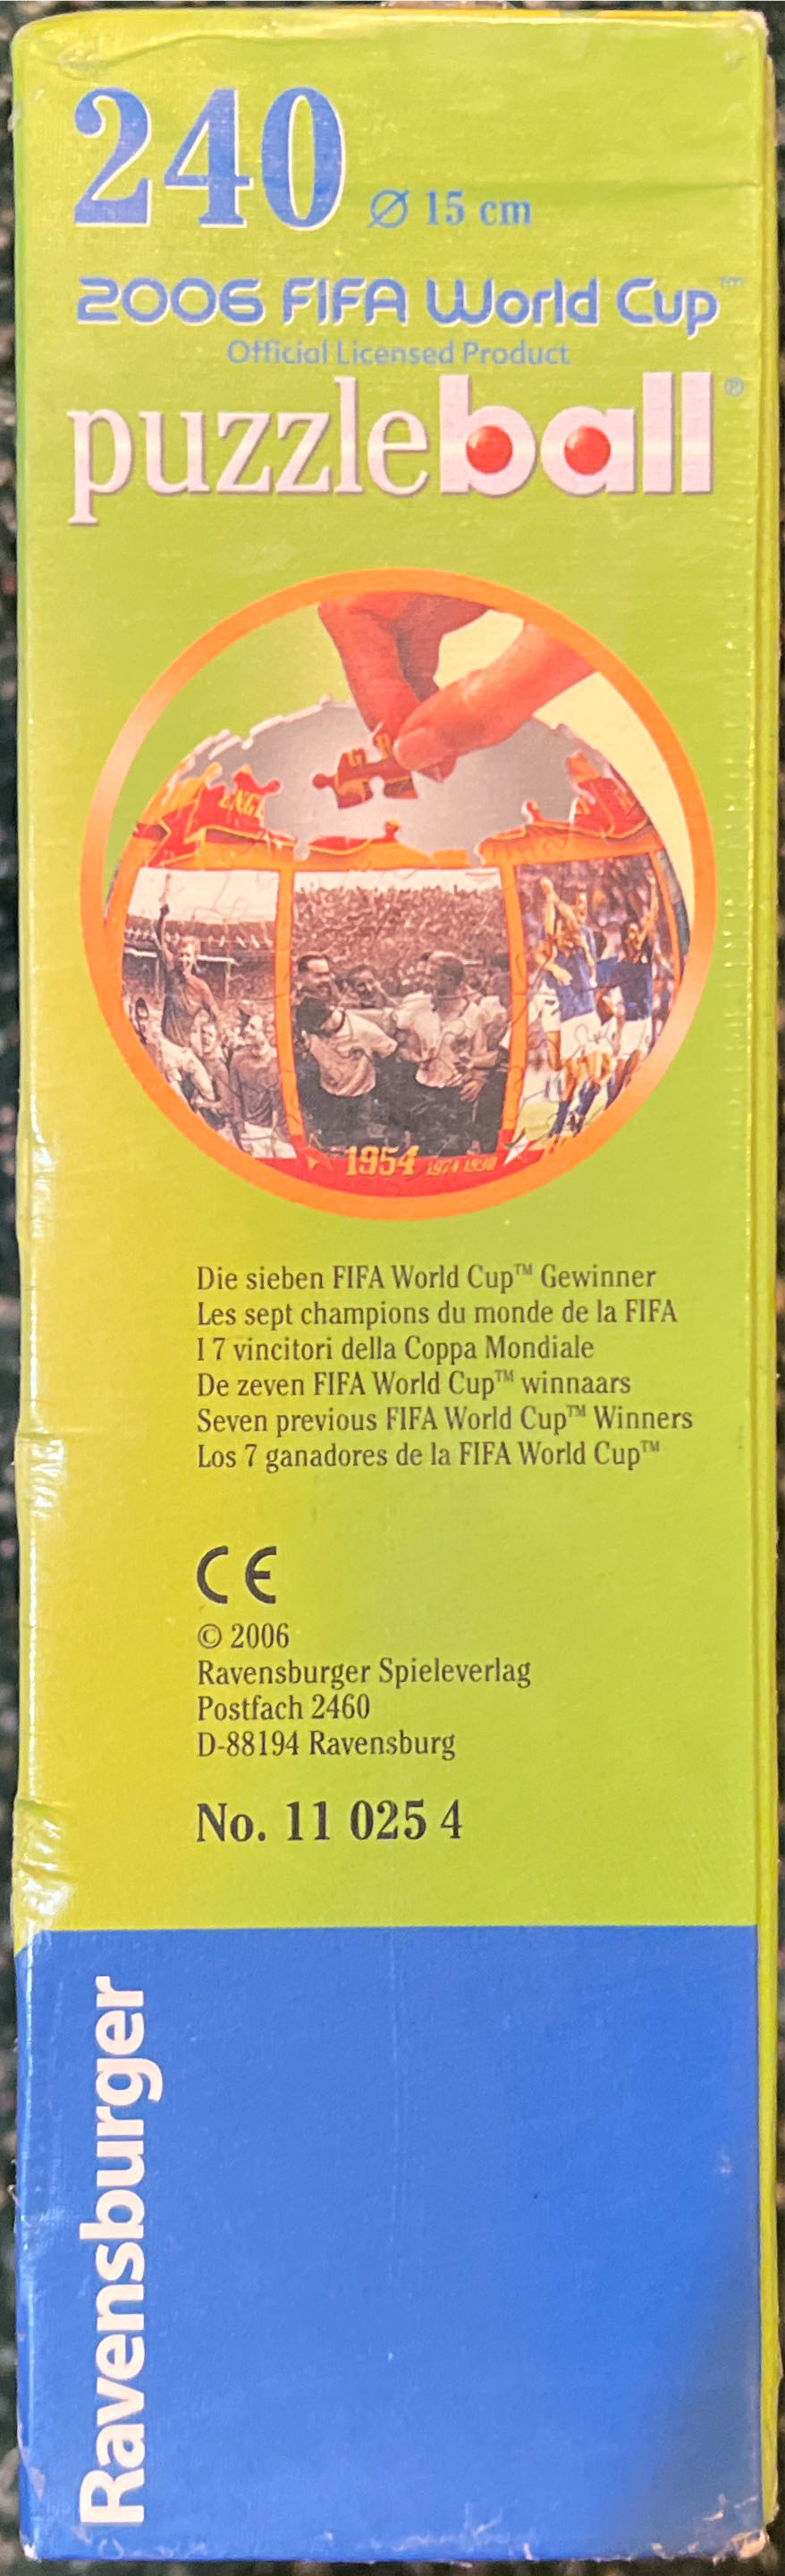 240 Ø 15 cm
2006 FIFA World Cup™
Official Licensed Product
puzzleball®
ENGL
1954 1974 1990
Die sieben FIFA World Cup™ Gewinner
Les sept champions du monde de la FIFA
I 7 vincitori della Coppa Mondiale
De zeven FIFA World Cup™ winnaars
Seven previous FIFA World Cup™ Winners
Los 7 ganadores de la FIFA World Cup™
CE
© 2006
Ravensburger Spieleverlag
Postfach 2460
D-88194 Ravensburg
No. 11 025 4
Ravensburger